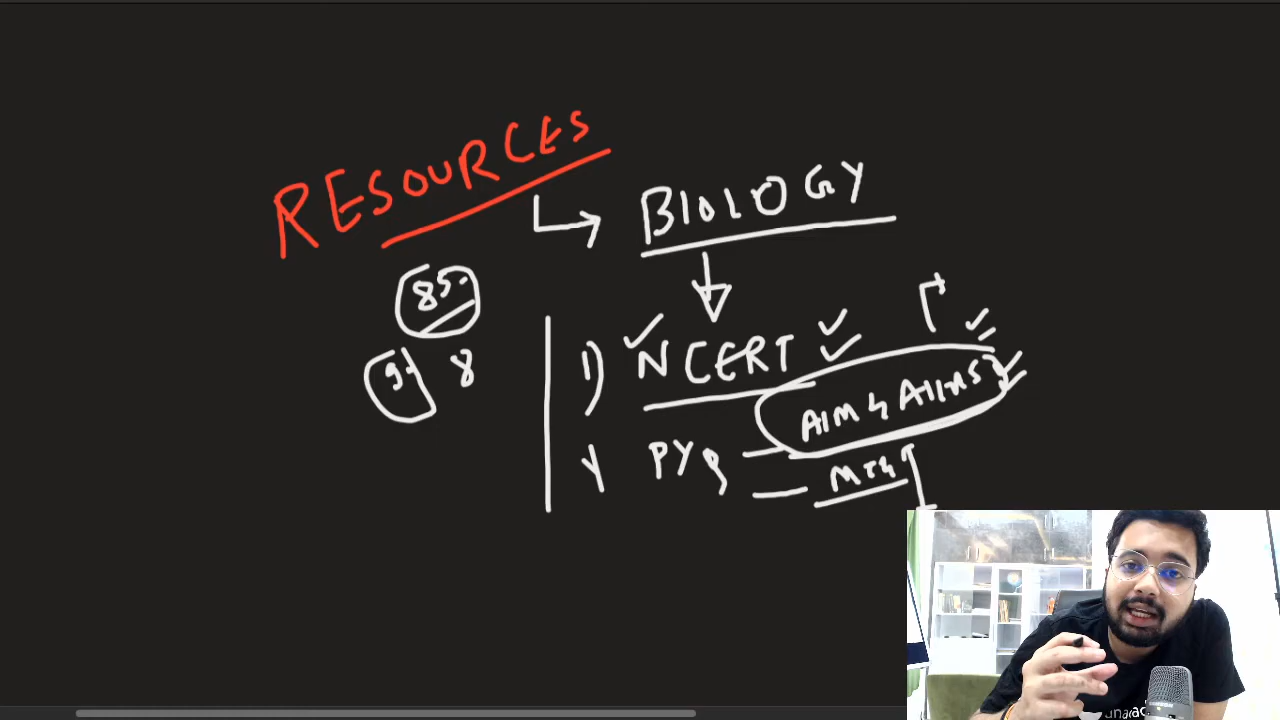 RESOURCES
BIOLOGY
85-
1) NCERT
9- 8
AIM 4 AIIMS
PYQ
MTG